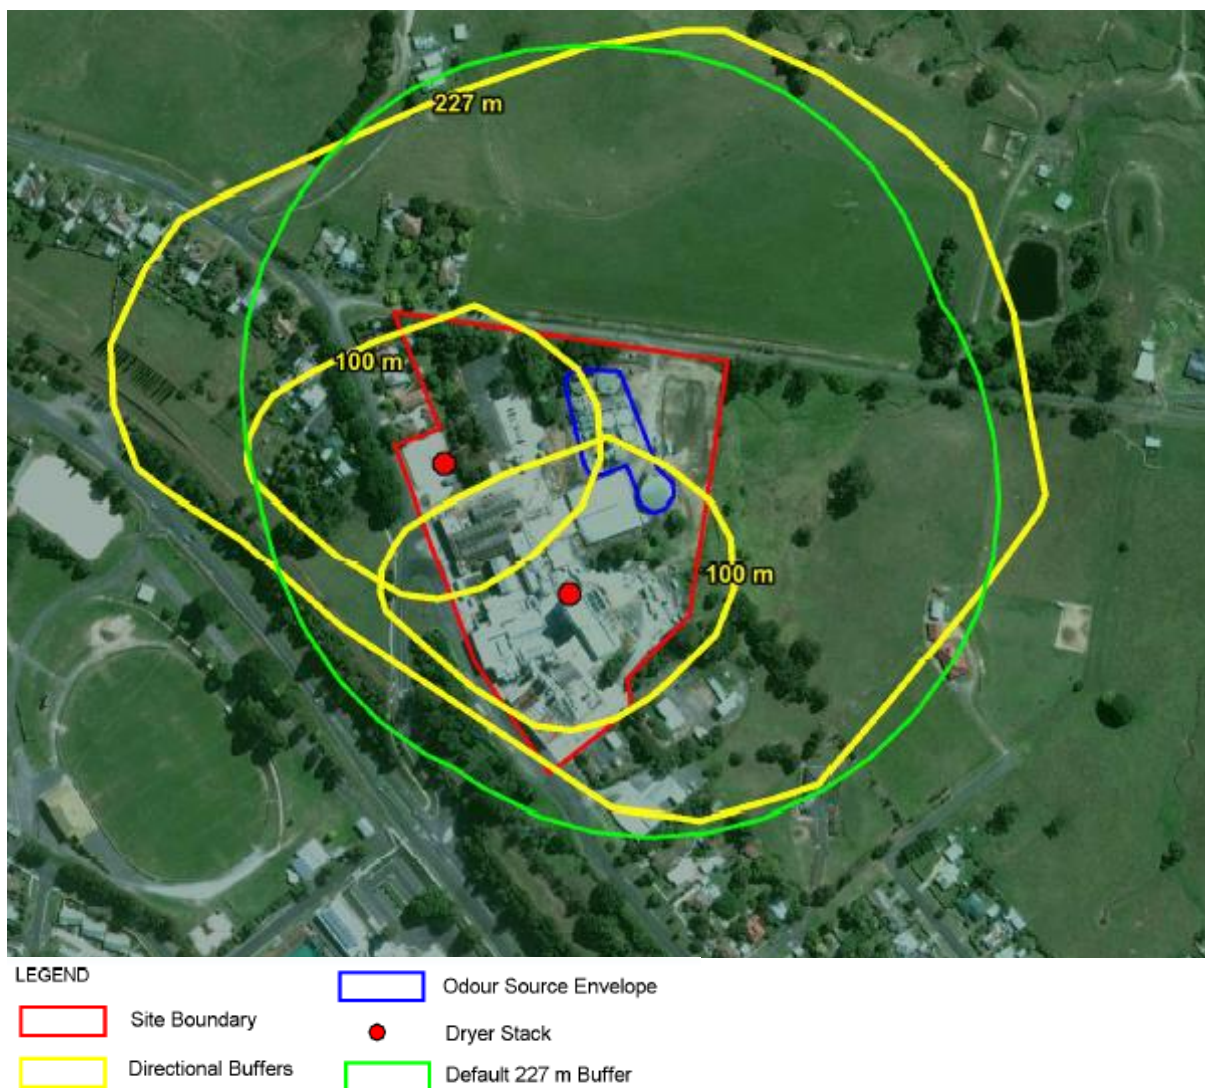 227 m
100 m
100 m
LEGEND
Site Boundary
Directional Buffers
Odour Source Envelope
Dryer Stack
Default 227 m Buffer